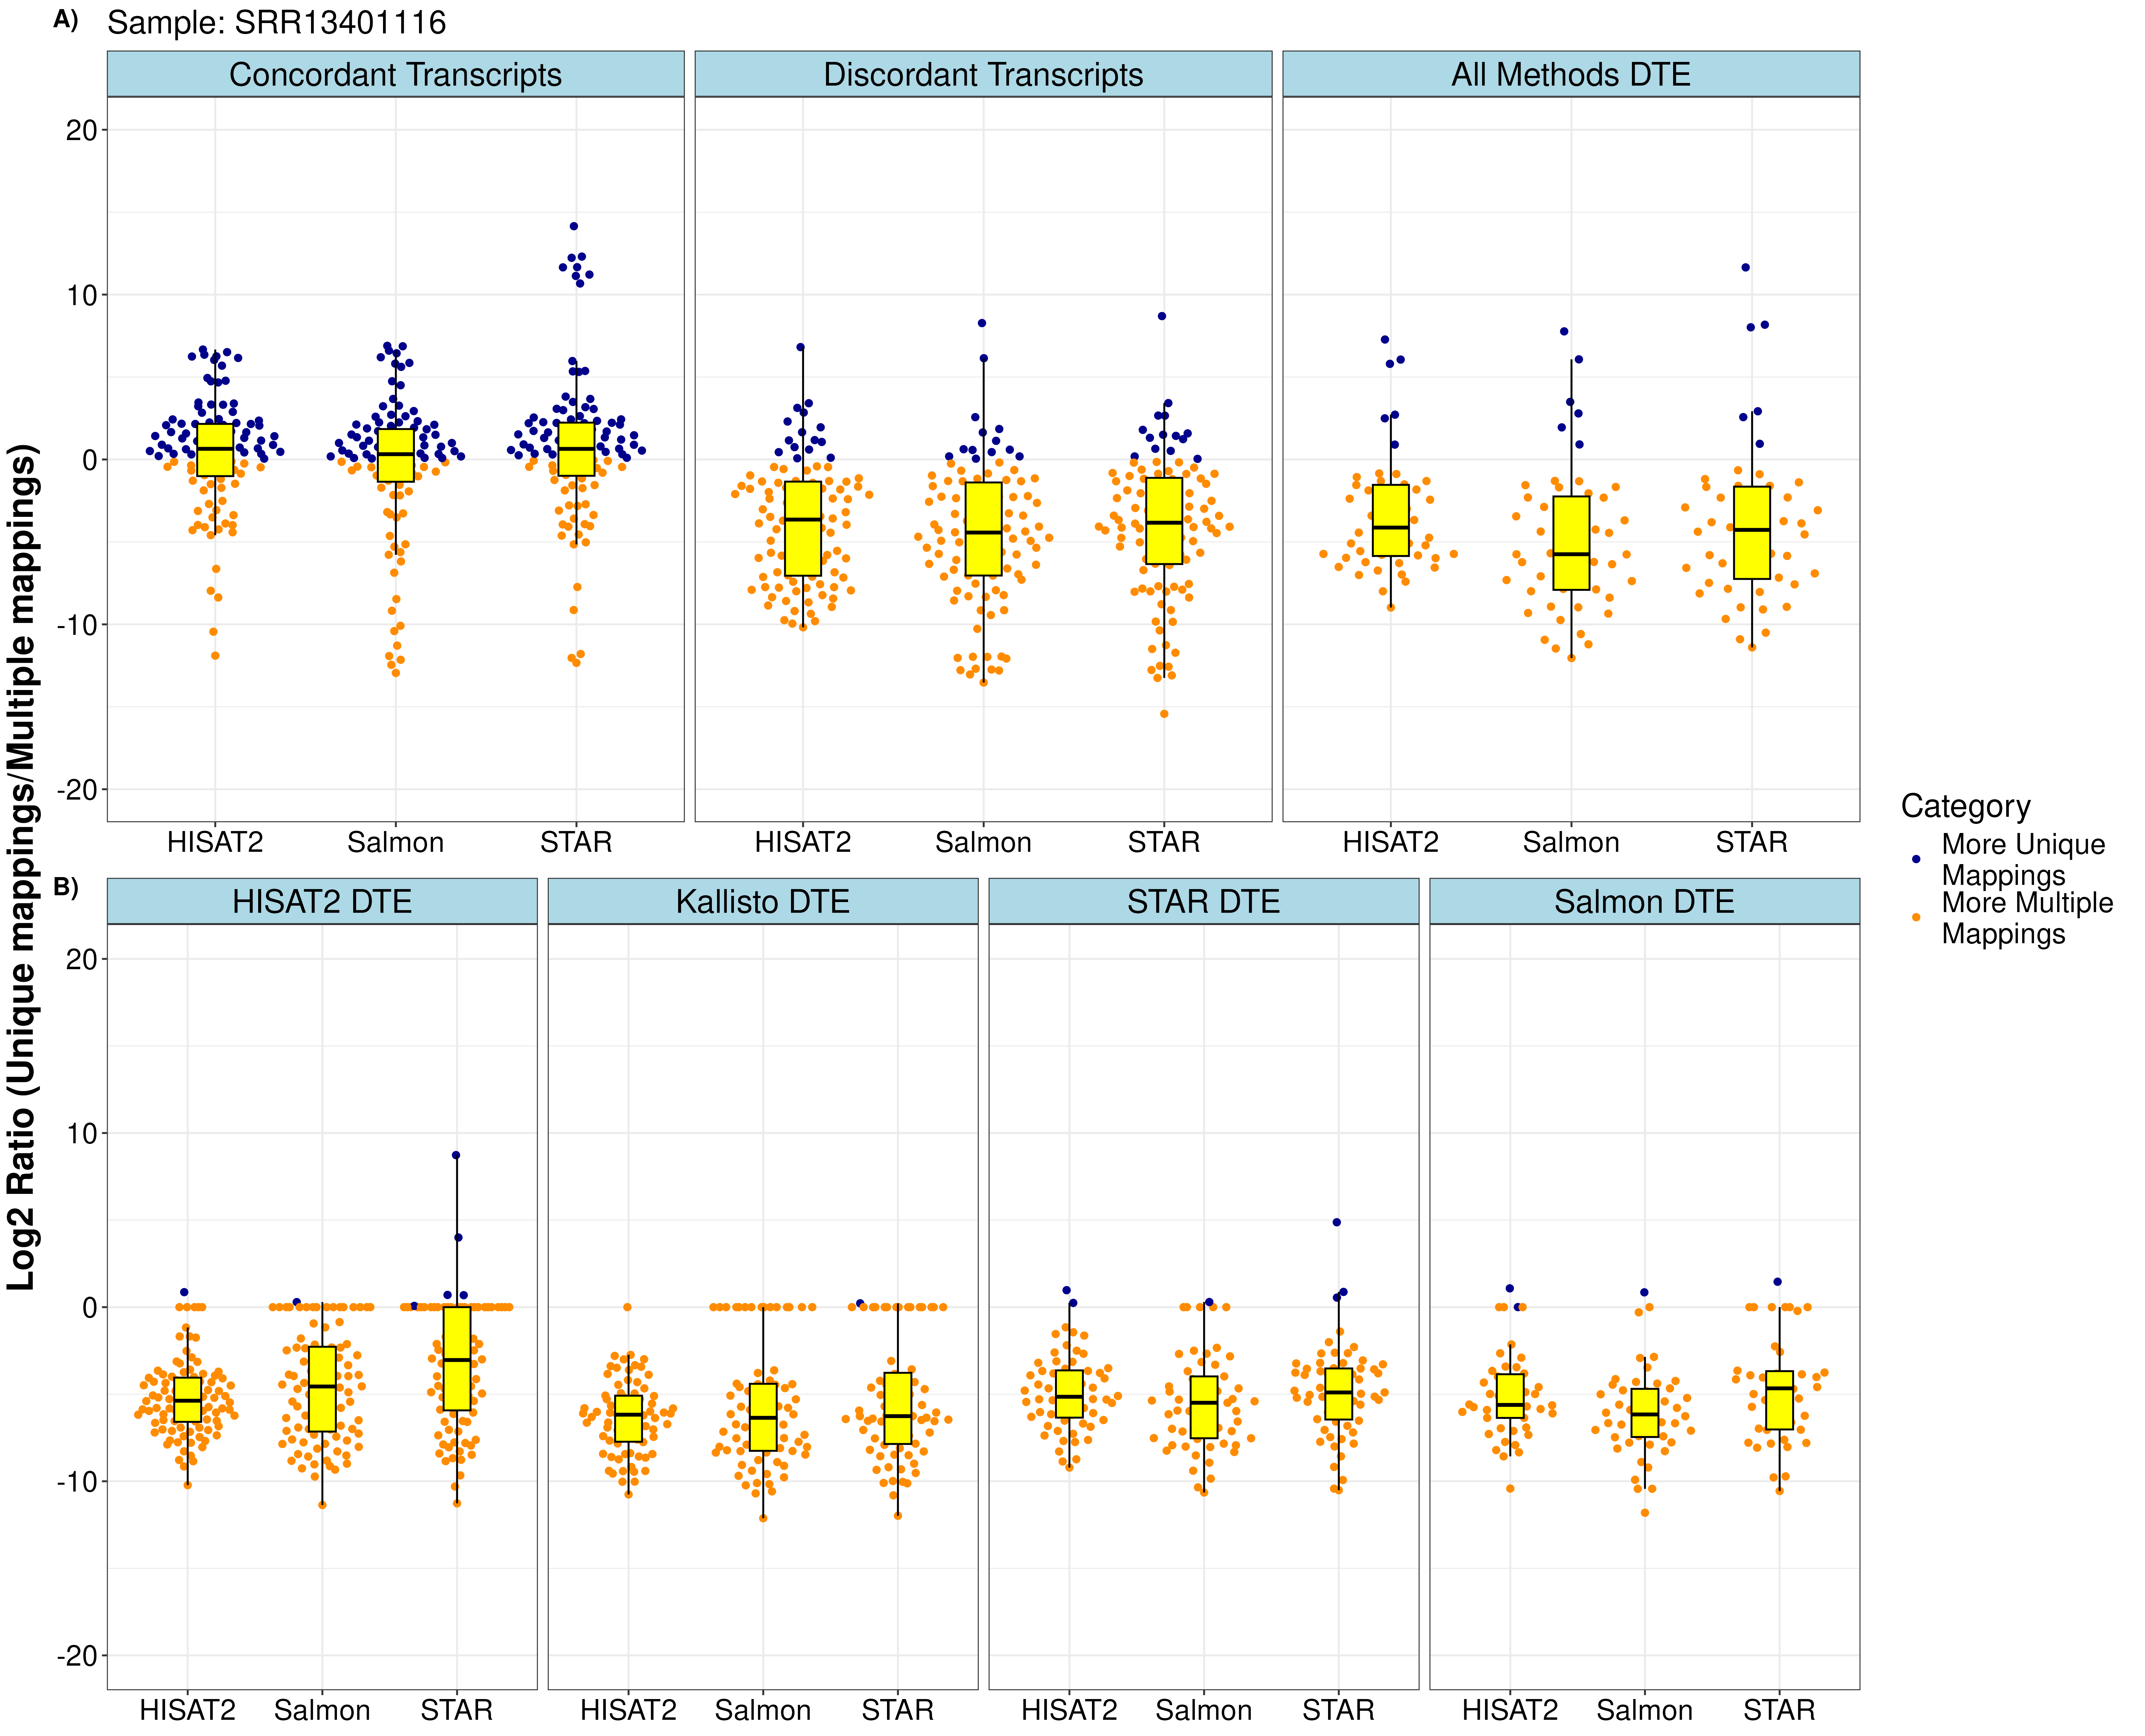 A) Sample: SRR13401116
Concordant Transcripts Discordant Transcripts All Methods DTE
20
10
0
-10
-20
HISAT2 Salmon STAR HISAT2 Salmon STAR HISAT2 Salmon STAR
Log2 Ratio (Unique mappings/Multiple mappings)
B)
HISAT2 DTE Kallisto DTE STAR DTE Salmon DTE
20
10
0
-10
-20
HISAT2 Salmon STAR HISAT2 Salmon STAR HISAT2 Salmon STAR HISAT2 Salmon STAR
Category
More Unique
Mappings
More Multiple
Mappings